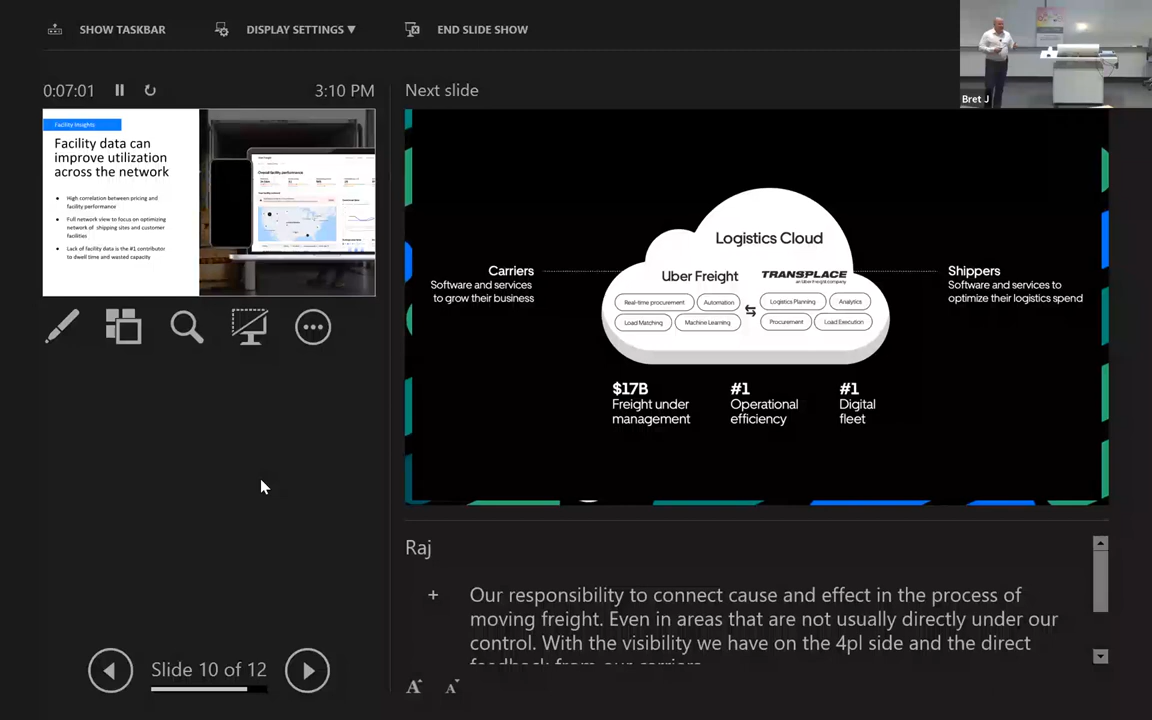 SHOW TASKBAR
DISPLAY SETTINGS ▼
END SLIDE SHOW
Bret J
0:07:01
3:10 PM
Next slide
Facility Insights
Facility data can
improve utilization
across the network
• High correlation between pricing and
facility performance
• Full network view to focus on optimizing
network of shipping sites and customer
facilities
• Lack of facility data is the #1 contributor
to dwell time and wasted capacity
Overall facility performance
Logistics Cloud
Carriers
Software and services
to grow their business
Uber Freight
Real-time procurement
Automation
Load Matching
Machine Learning
TRANSPLACE
an Uber Freight company
Logistics Planning
Analytics
Procurement
Load Execution
Shippers
Software and services to
optimize their logistics spend
$17B
Freight under
management
#1
Operational
efficiency
#1
Digital
fleet
Raj
+ Our responsibility to connect cause and effect in the process of
moving freight. Even in areas that are not usually directly under our
control. With the visibility we have on the 4pl side and the direct
feedback from our carriers
Slide 10 of 12
A
A